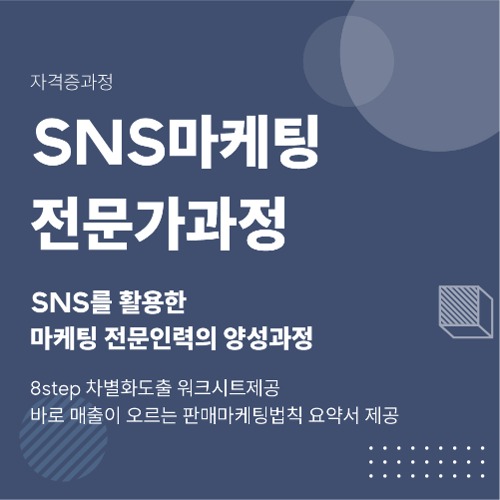 자격증과정
SNS마케팅
전문가과정
SNS를 활용한
마케팅 전문인력의 양성과정
8step 차별화도출 워크시트제공
바로 매출이 오르는 판매마케팅법칙 요약서 제공